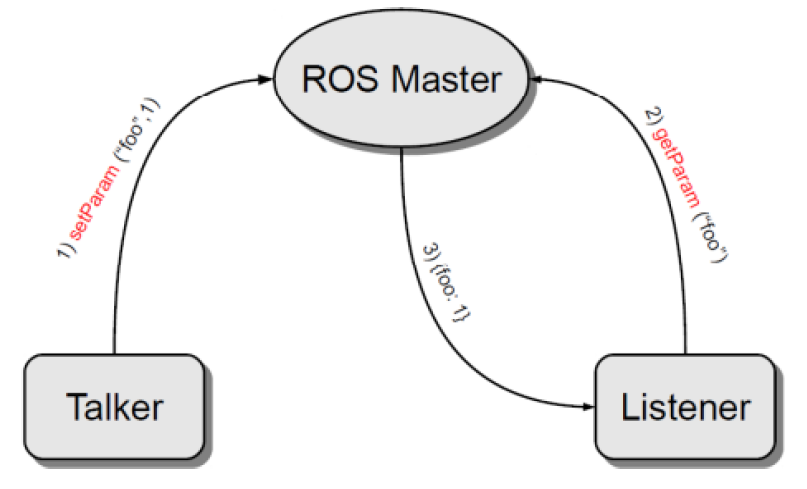 ROS Master
1) setParam (“foo”,1)
2) getParam (“foo”)
3) {foo: 1}
Talker
Listener